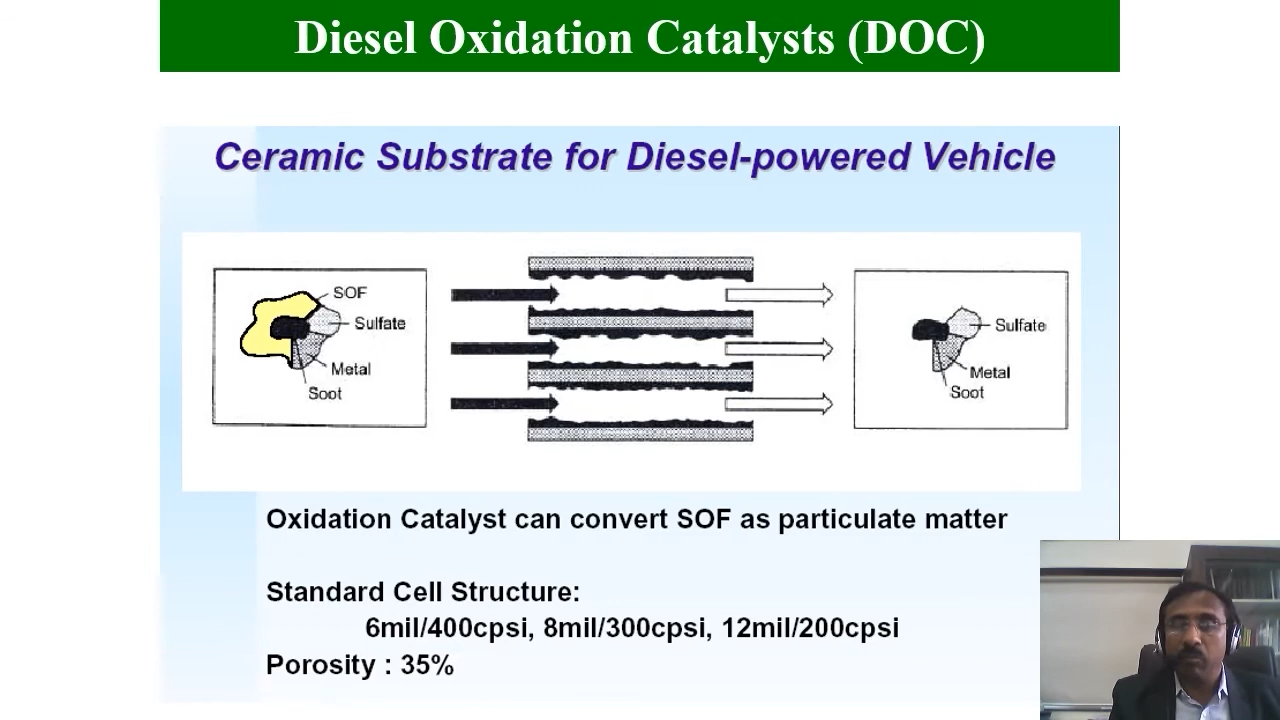 Diesel Oxidation Catalysts (DOC)
Ceramic Substrate for Diesel-powered Vehicle
SOF
Sulfate
Metal
Soot
Sulfate
Metal
Soot
Oxidation Catalyst can convert SOF as particulate matter
Standard Cell Structure:
6mil/400cpsi, 8mil/300cpsi, 12mil/200cpsi
Porosity : 35%